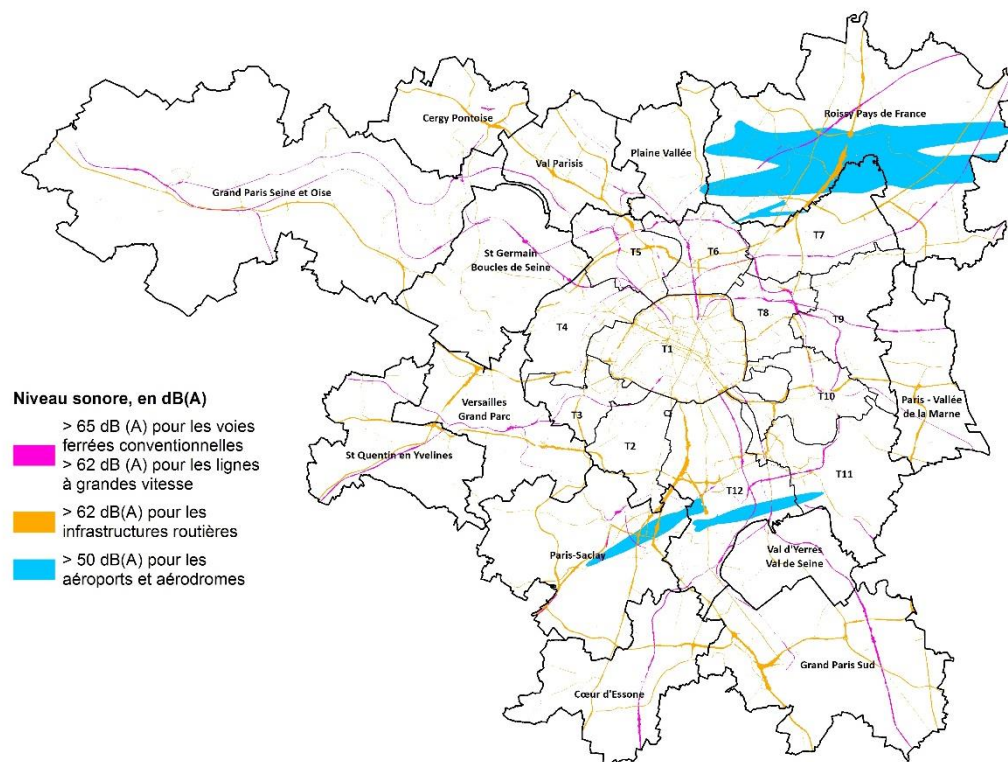 Cergy Pontoise
Roissy Pays de France
Val Parisis
Plaine Vallée
Grand Paris Seine et Oise
T7
T5
T6
St Germain
Boucles de Seine
T4
T8
T9
T1
Niveau sonore, en dB(A)
> 65 dB (A) pour les voies
ferrées conventionnelles
> 62 dB (A) pour les lignes
à grandes vitesse
> 62 dB(A) pour les
infrastructures routières
> 50 dB(A) pour les
aéroports et aérodromes
Versailles
Grand Parc
T3
T10
Paris - Vallée
de la Marne
St Quentin en Yvelines
T2
T12
T11
Paris-Saclay
Val d'Yerres
Val de Seine
Grand Paris Sud
Cœur d'Essone